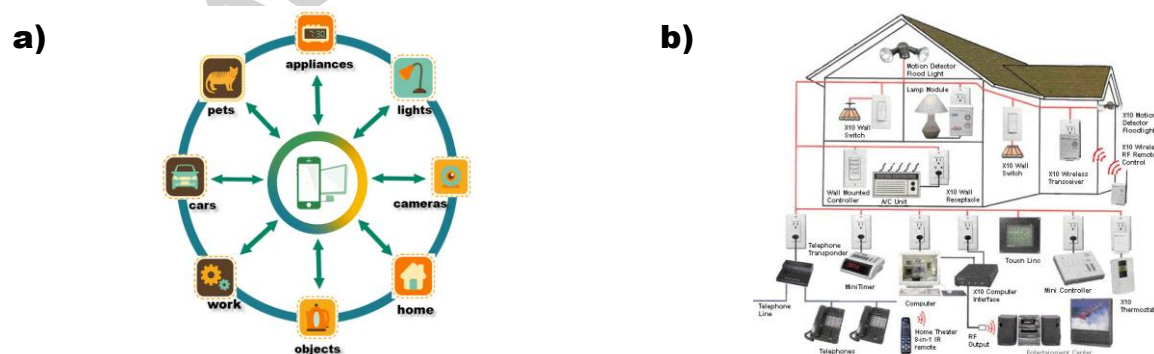 a)
7:30
appliances
pets
lights
cars
cameras
work
home
objects
b)
Motion Detector
Flood Light
Lamp Module
X10 Wall
Switch
X10 Wall
Switch
X10 Motion
Detector
Floodlight
X10 Wireless
RF Remote
Control
X10 Wireless
Transceiver
Wall Mounted
Controller
A/C Unit
X10 Wall
Receptacle
Telephone
Transponder
MiniTimer
Computer
X10 Computer
Interface
Touch Linc
Mini Controller
X10
Thermostat
Telephone
Line
Telephones
Home Theater
8-in-1 IR
remote
RF
Output
Entertainment Center